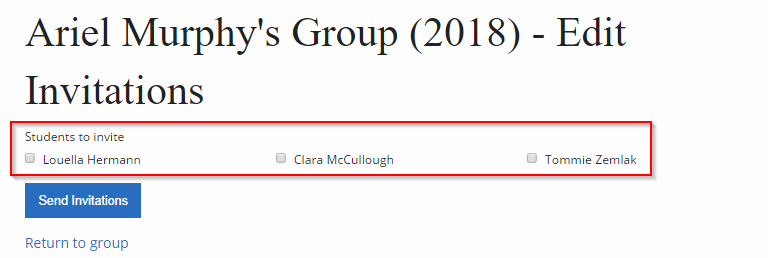 Ariel Murphy's Group (2018) - Edit
Invitations
Students to invite
Louella Hermann Clara McCullough Tommie Zemlak
Send Invitations
Return to group